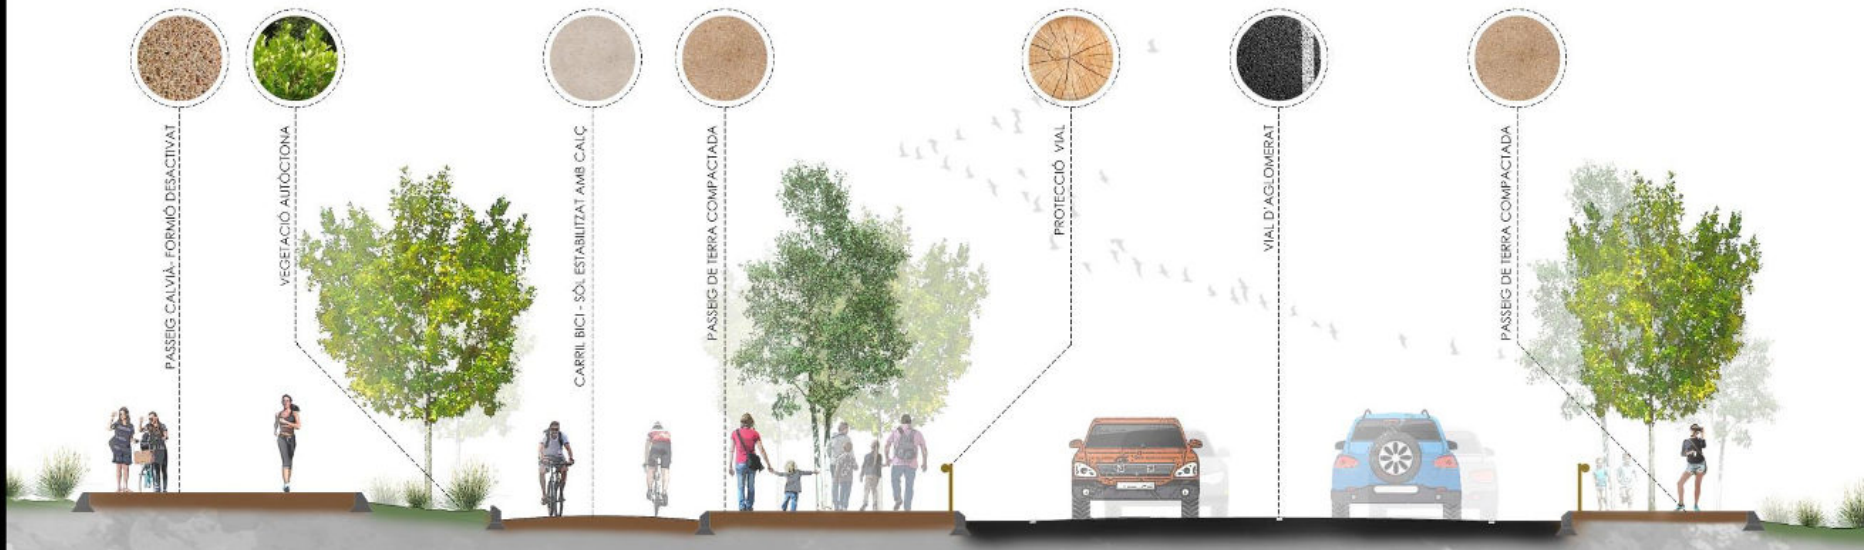 PASSEIG CALVIÀ- FORMIÓ DESACTIVAT
VEGETACIÓ AUTÒCTONA
CARRIL BICI - SÒL ESTABILITZAT AMB CALÇ
PASSEIG DE TERRA COMPACTADA
PROTECCIÓ VIAL
VIAL D'AGLOMERAT
PASSEIG DE TERRA COMPACTADA